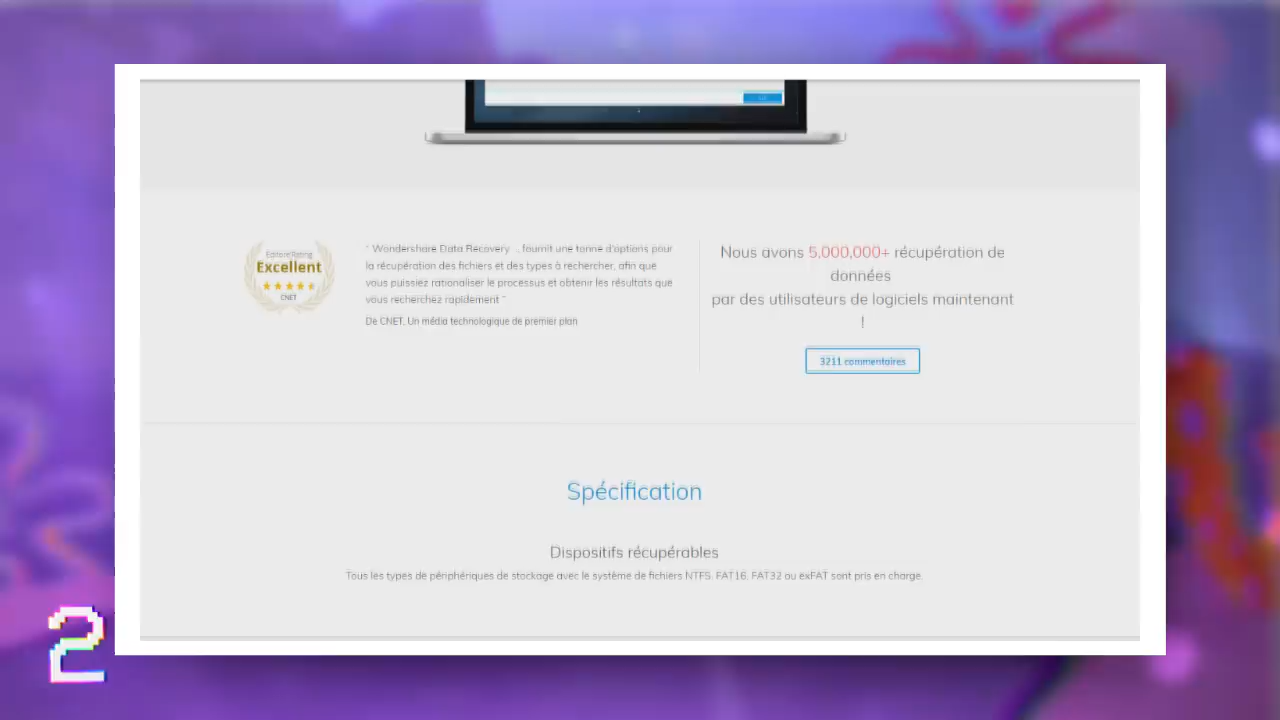 Editors' Rating
Excellent
CNET
" Wondershare Data Recovery ... fournit une tonne d'options pour
la récupération des fichiers et des types à rechercher, afin que
vous puissiez rationaliser le processus et obtenir les résultats que
vous recherchez rapidement "
De CNET, Un média technologique de premier plan
Nous avons 5,000,000+ récupération de
données
par des utilisateurs de logiciels maintenant
!
3211 commentaires
Spécification
Dispositifs récupérables
Tous les types de périphériques de stockage avec le système de fichiers NTFS, FAT16, FAT32 ou exFAT sont pris en charge.
2